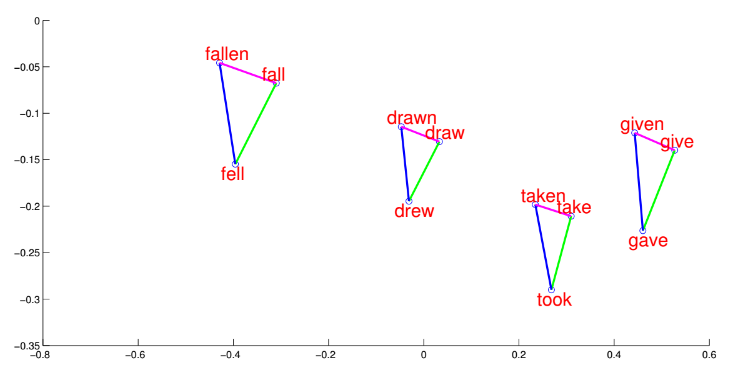 0
−0.05
−0.1
−0.15
−0.2
−0.25
−0.3
−0.35
fallen
fall
fell
drawn
draw
drew
taken
take
took
given
give
gave
−0.8
−0.6
−0.4
−0.2
0
0.2
0.4
0.6